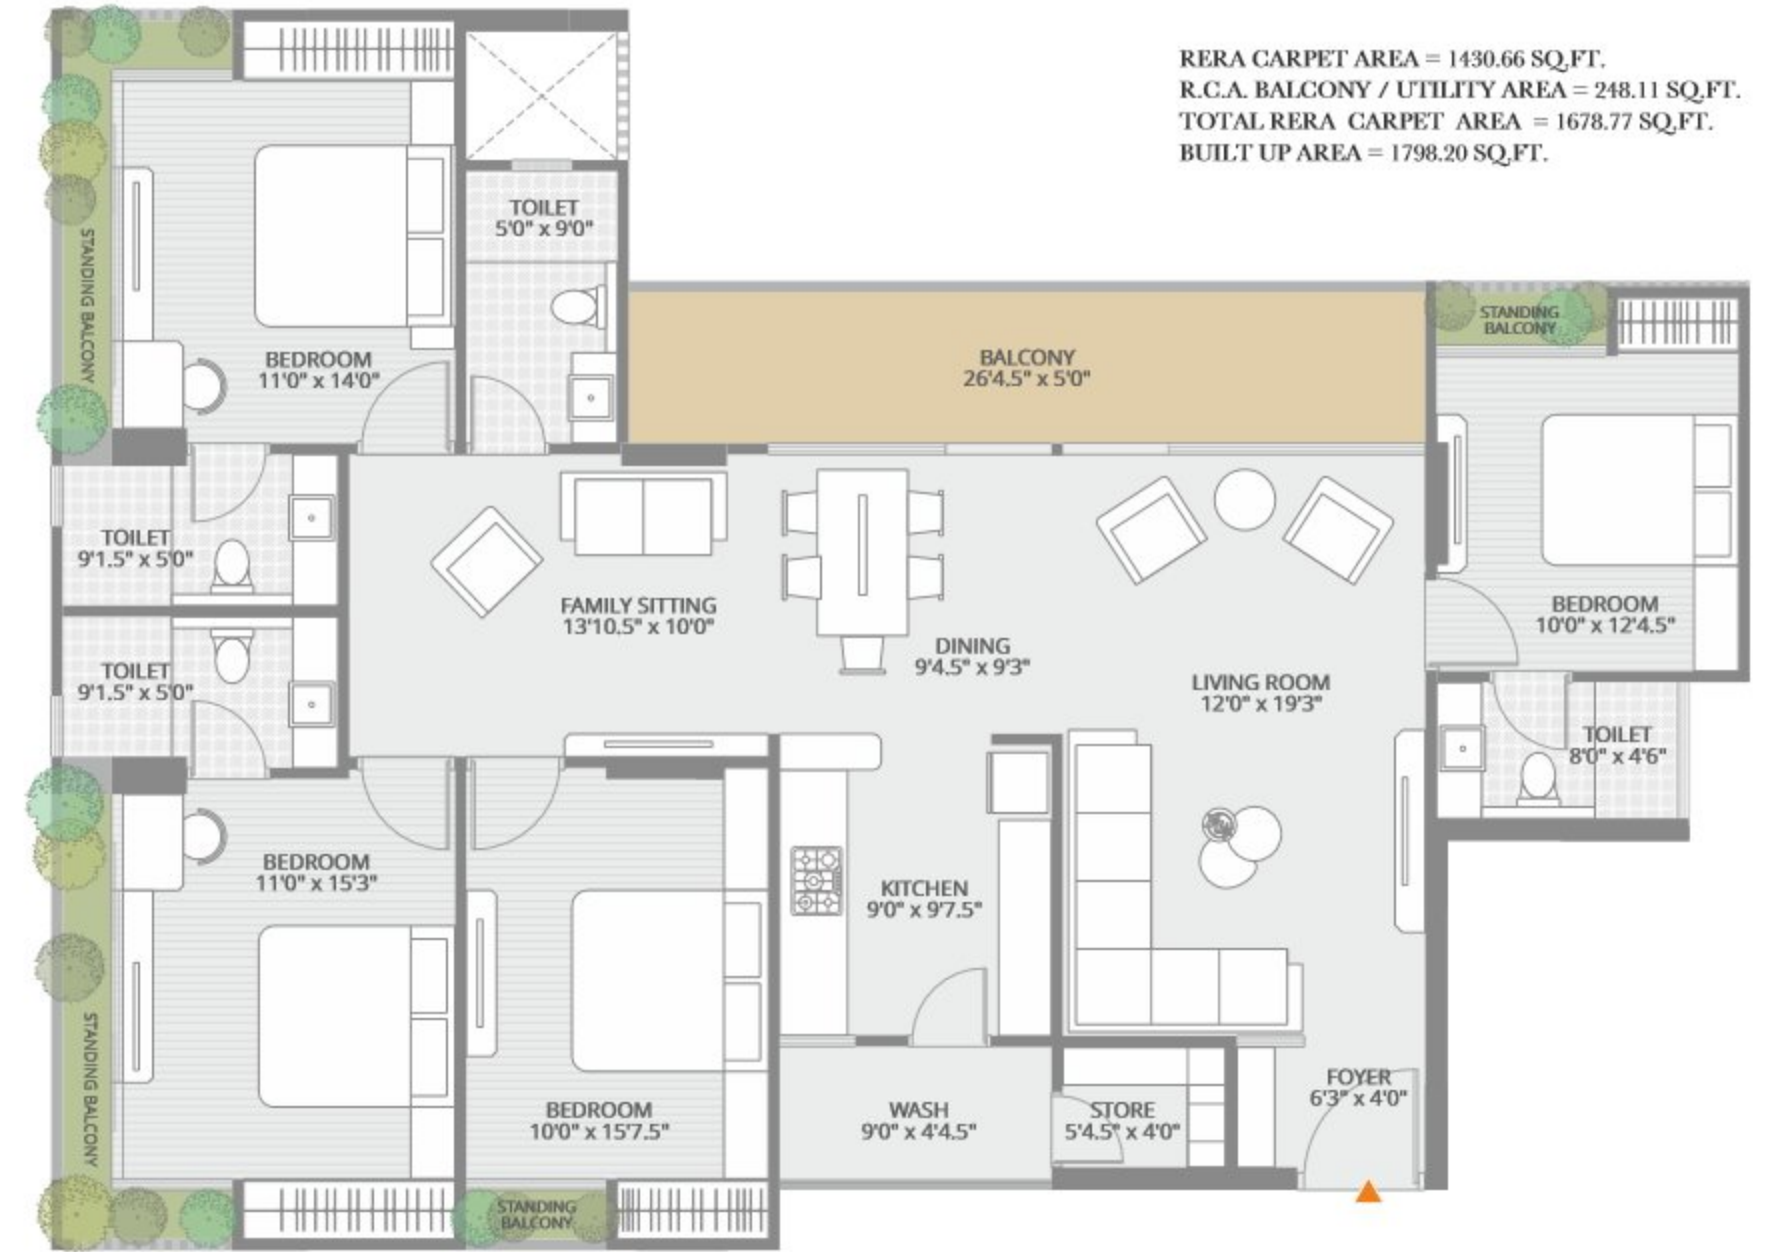 RERA CARPET AREA = 1430.66 SQ.FT.
R.C.A. BALCONY / UTILITY AREA = 248.11 SQ.FT.
TOTAL RERA CARPET AREA = 1678.77 SQ.FT.
BUILT UP AREA = 1798.20 SQ.FT.
TOILET
5'0" x 9'0"
STANDING BALCONY
BEDROOM
11'0" x 14'0"
BALCONY
26'4.5" x 5'0"
STANDING
BALCONY
TOILET
9'1.5" x 5'0"
FAMILY SITTING
13'10.5" x 10'0"
BEDROOM
10'0" x 12'4.5"
DINING
9'4.5" x 9'3"
TOILET
9'1.5" x 5'0"
LIVING ROOM
12'0" x 19'3"
TOILET
8'0" x 4'6"
BEDROOM
11'0" x 15'3"
KITCHEN
9'0" x 9'7.5"
STANDING BALCONY
BEDROOM
10'0" x 15'7.5"
WASH
9'0" x 4'4.5"
STORE
5'4.5" x 4'0"
FOYER
6'3" x 4'0"
STANDING
BALCONY